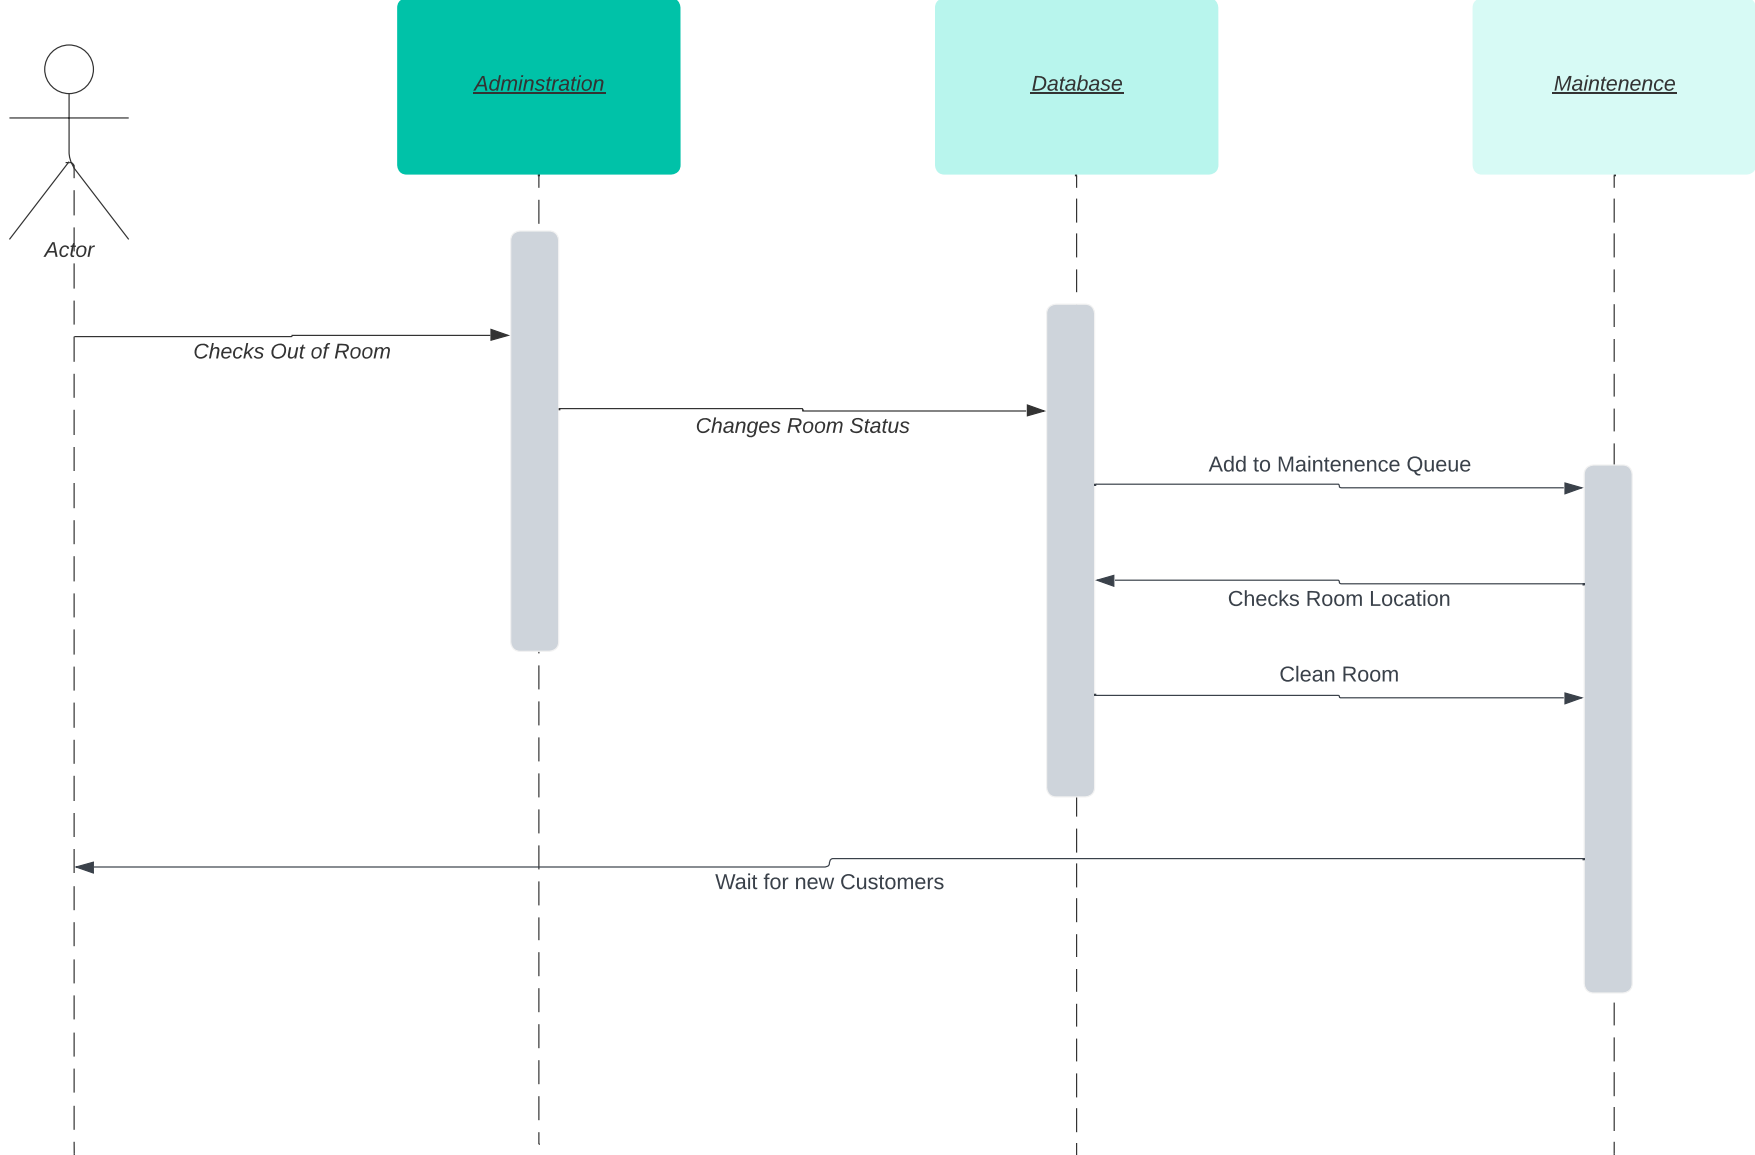 Adminstration
Database
Maintenence
Actor
Checks Out of Room
Changes Room Status
Add to Maintenence Queue
Checks Room Location
Clean Room
Wait for new Customers